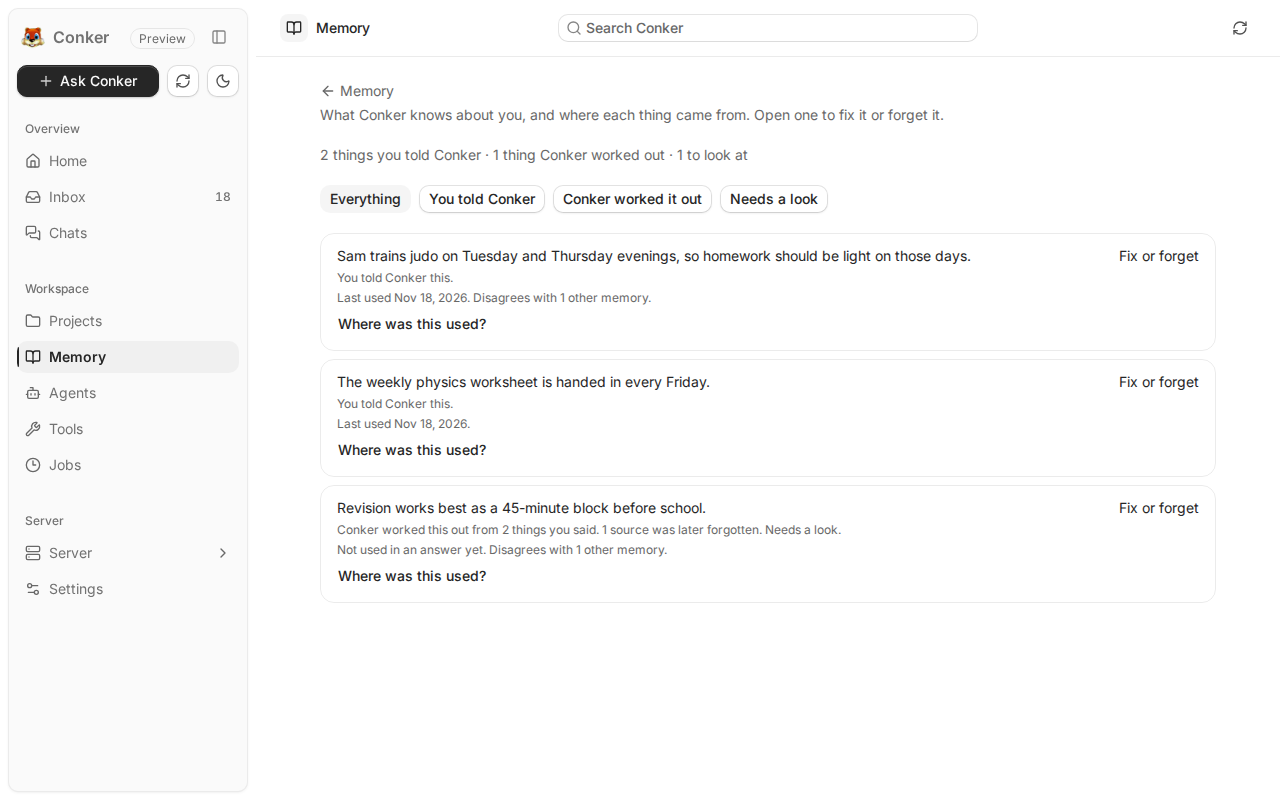 Conker
Preview
Ask Conker
Overview
Home
Inbox 18
Chats
Workspace
Projects
Memory
Agents
Tools
Jobs
Server
Server
Settings
Memory
Search Conker
Memory
What Conker knows about you, and where each thing came from. Open one to fix it or forget it.
2 things you told Conker · 1 thing Conker worked out · 1 to look at
Everything You told Conker Conker worked it out Needs a look
Sam trains judo on Tuesday and Thursday evenings, so homework should be light on those days. Fix or forget
You told Conker this.
Last used Nov 18, 2026. Disagrees with 1 other memory.
Where was this used?
The weekly physics worksheet is handed in every Friday. Fix or forget
You told Conker this.
Last used Nov 18, 2026.
Where was this used?
Revision works best as a 45-minute block before school. Fix or forget
Conker worked this out from 2 things you said. 1 source was later forgotten. Needs a look.
Not used in an answer yet. Disagrees with 1 other memory.
Where was this used?